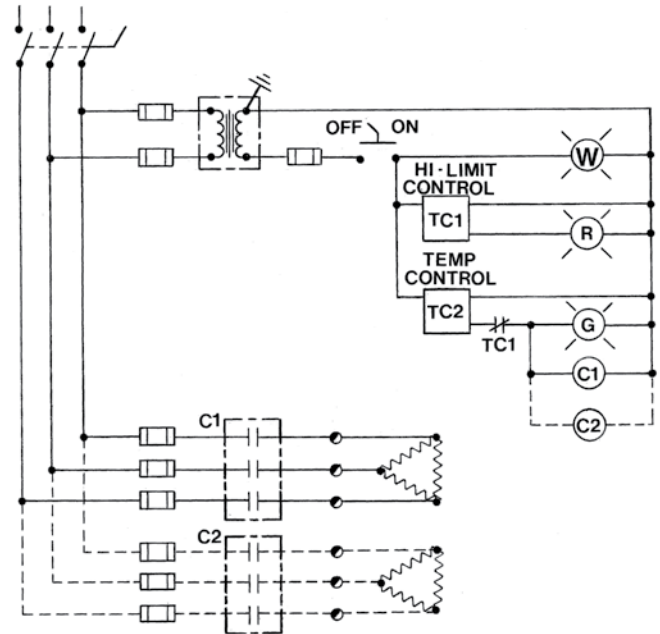 OFF ON
W
HI-LIMIT
CONTROL
TC1
R
TEMP
CONTROL
TC2
TC1
G
C1
C2
C1
C2